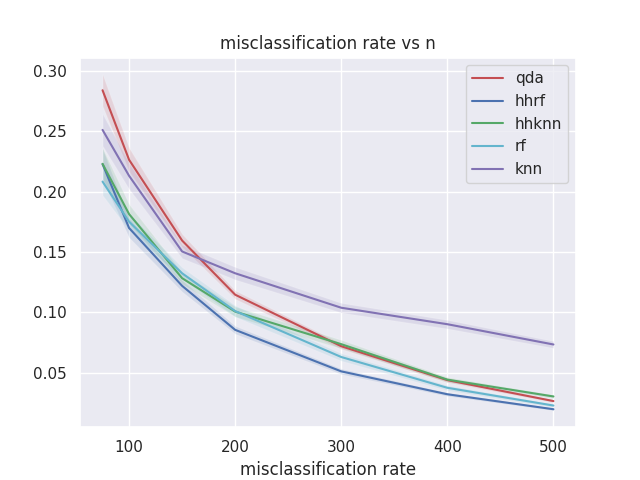 misclassification rate vs n
0.30
0.25
0.20
0.15
0.10
0.05
qda
hhrf
hhknn
rf
knn
100 200 300 400 500
misclassification rate